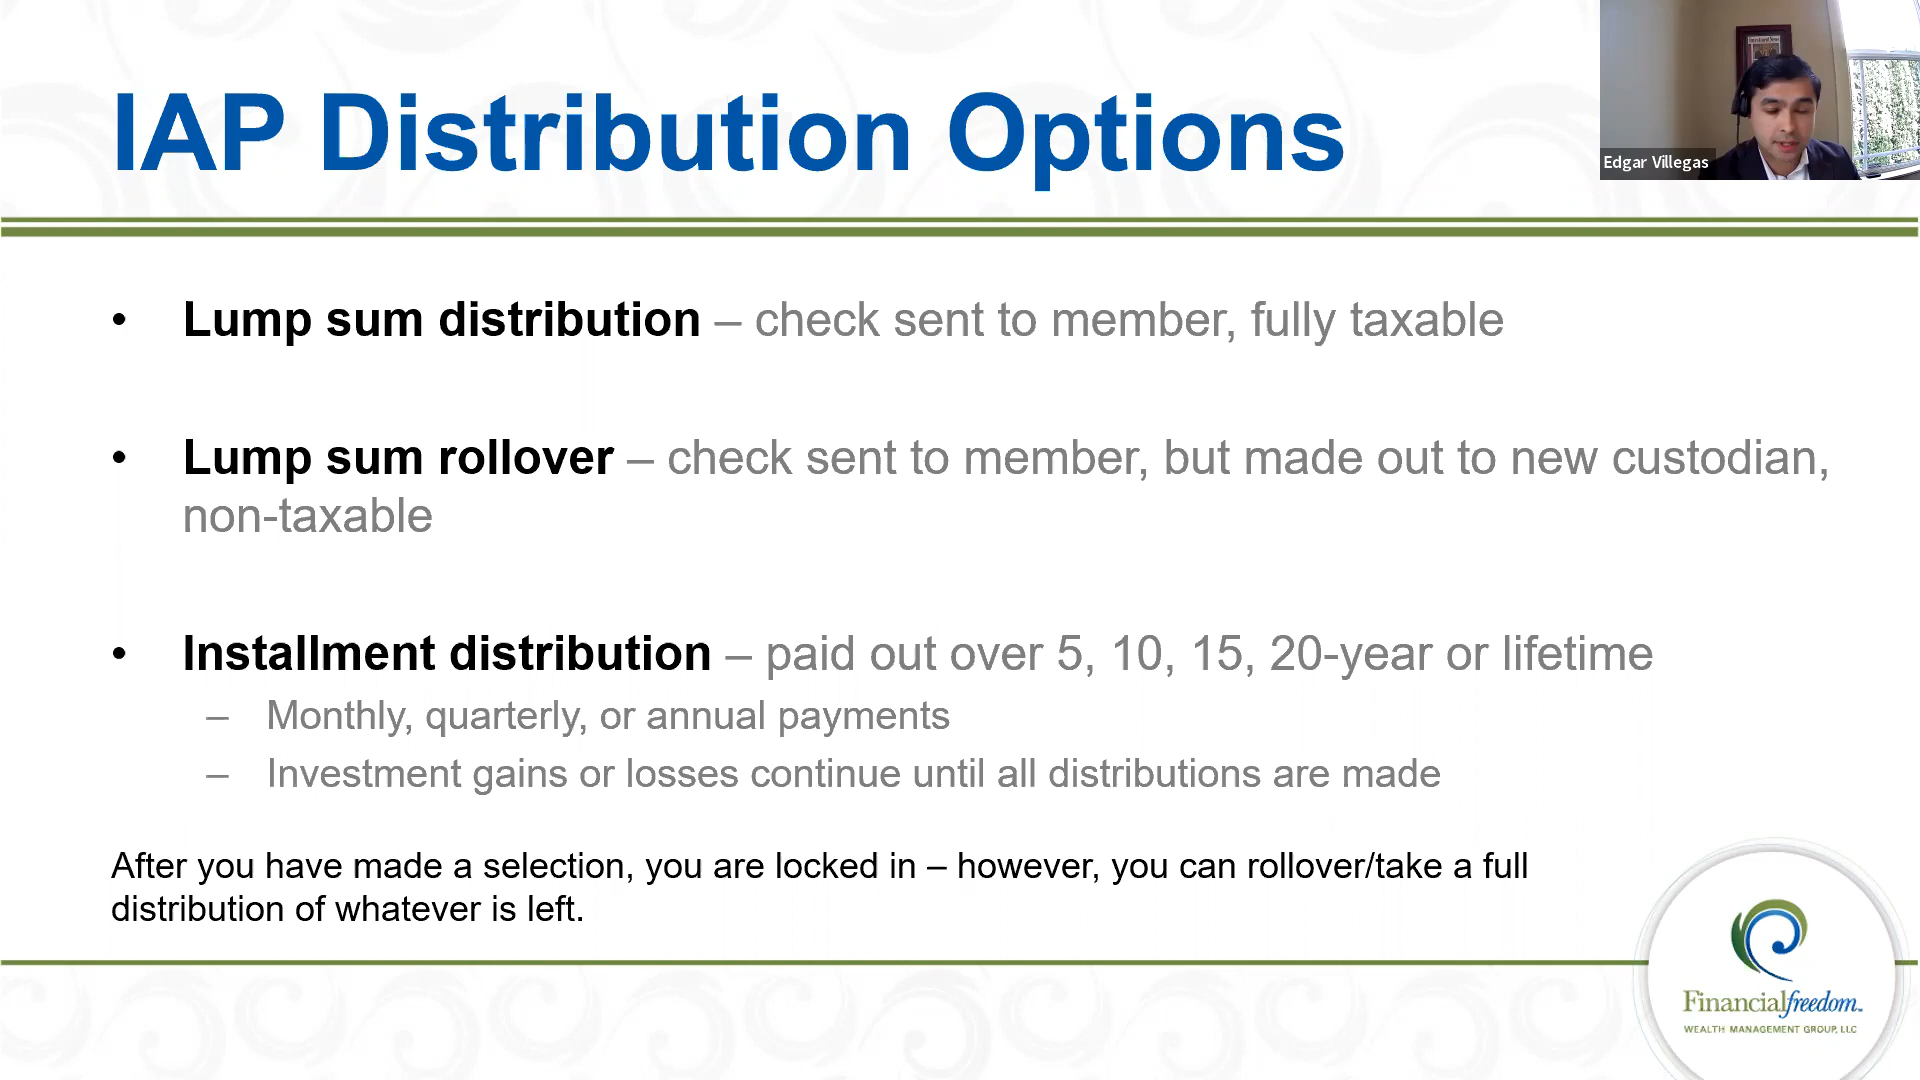 IAP Distribution Options
Edgar Villegas
• Lump sum distribution – check sent to member, fully taxable
• Lump sum rollover – check sent to member, but made out to new custodian,
non-taxable
• Installment distribution – paid out over 5, 10, 15, 20-year or lifetime
– Monthly, quarterly, or annual payments
– Investment gains or losses continue until all distributions are made
After you have made a selection, you are locked in – however, you can rollover/take a full
distribution of whatever is left.
Financialfreedom™
WEALTH MANAGEMENT GROUP, LLC